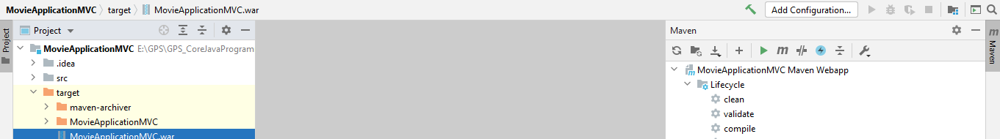 MovieApplicationMVC target MovieApplicationMVC.war
Add Configuration...
Project
Project
MovieApplicationMVC E:\GPS\GPS_CoreJavaProgram
.idea
src
target
maven-archiver
MovieApplicationMVC
MovieApplicationMVC.war
Maven
m
MovieApplicationMVC Maven Webapp
Lifecycle
clean
validate
compile
m Maven